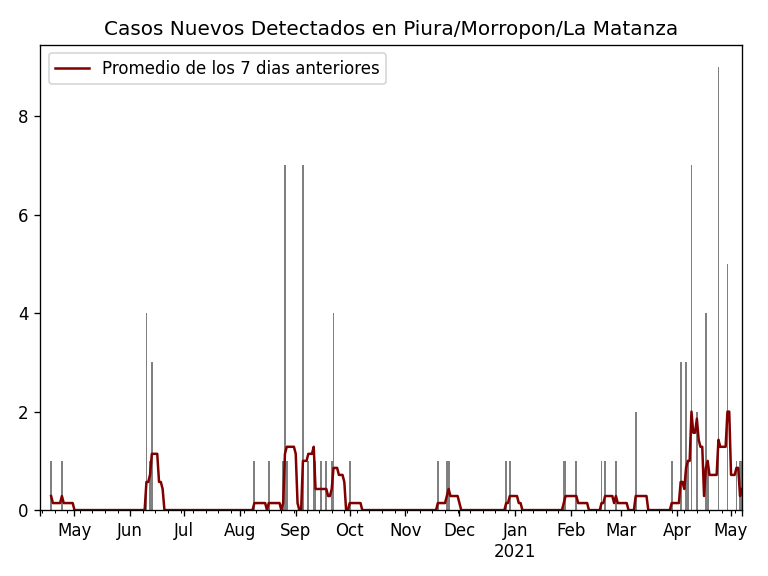 Casos Nuevos Detectados en Piura/Morropon/La Matanza
Promedio de los 7 dias anteriores
8
6
4
2
0
May Jun Jul Aug Sep Oct Nov Dec Jan Feb Mar Apr May
2021